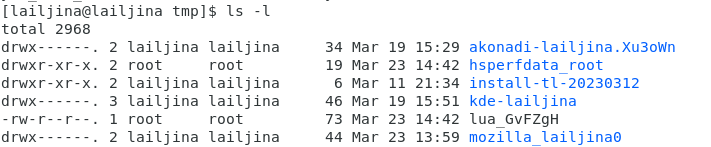 [lailjina@lailjina tmp]$ ls -l
total 2968
drwx------. 2 lailjina lailjina     34 Mar 19 15:29 akonadi-lailjina.Xu3oWn
drwxr-xr-x. 2 root     root         19 Mar 23 14:42 hsperfdata_root
drwxr-xr-x. 2 lailjina lailjina      6 Mar 11 21:34 install-tl-20230312
drwx------. 3 lailjina lailjina     46 Mar 19 15:51 kde-lailjina
-rw-r--r--. 1 root     root         73 Mar 23 14:42 lua_GvFZgH
drwx------. 2 lailjina lailjina     44 Mar 23 13:59 mozilla_lailjina0